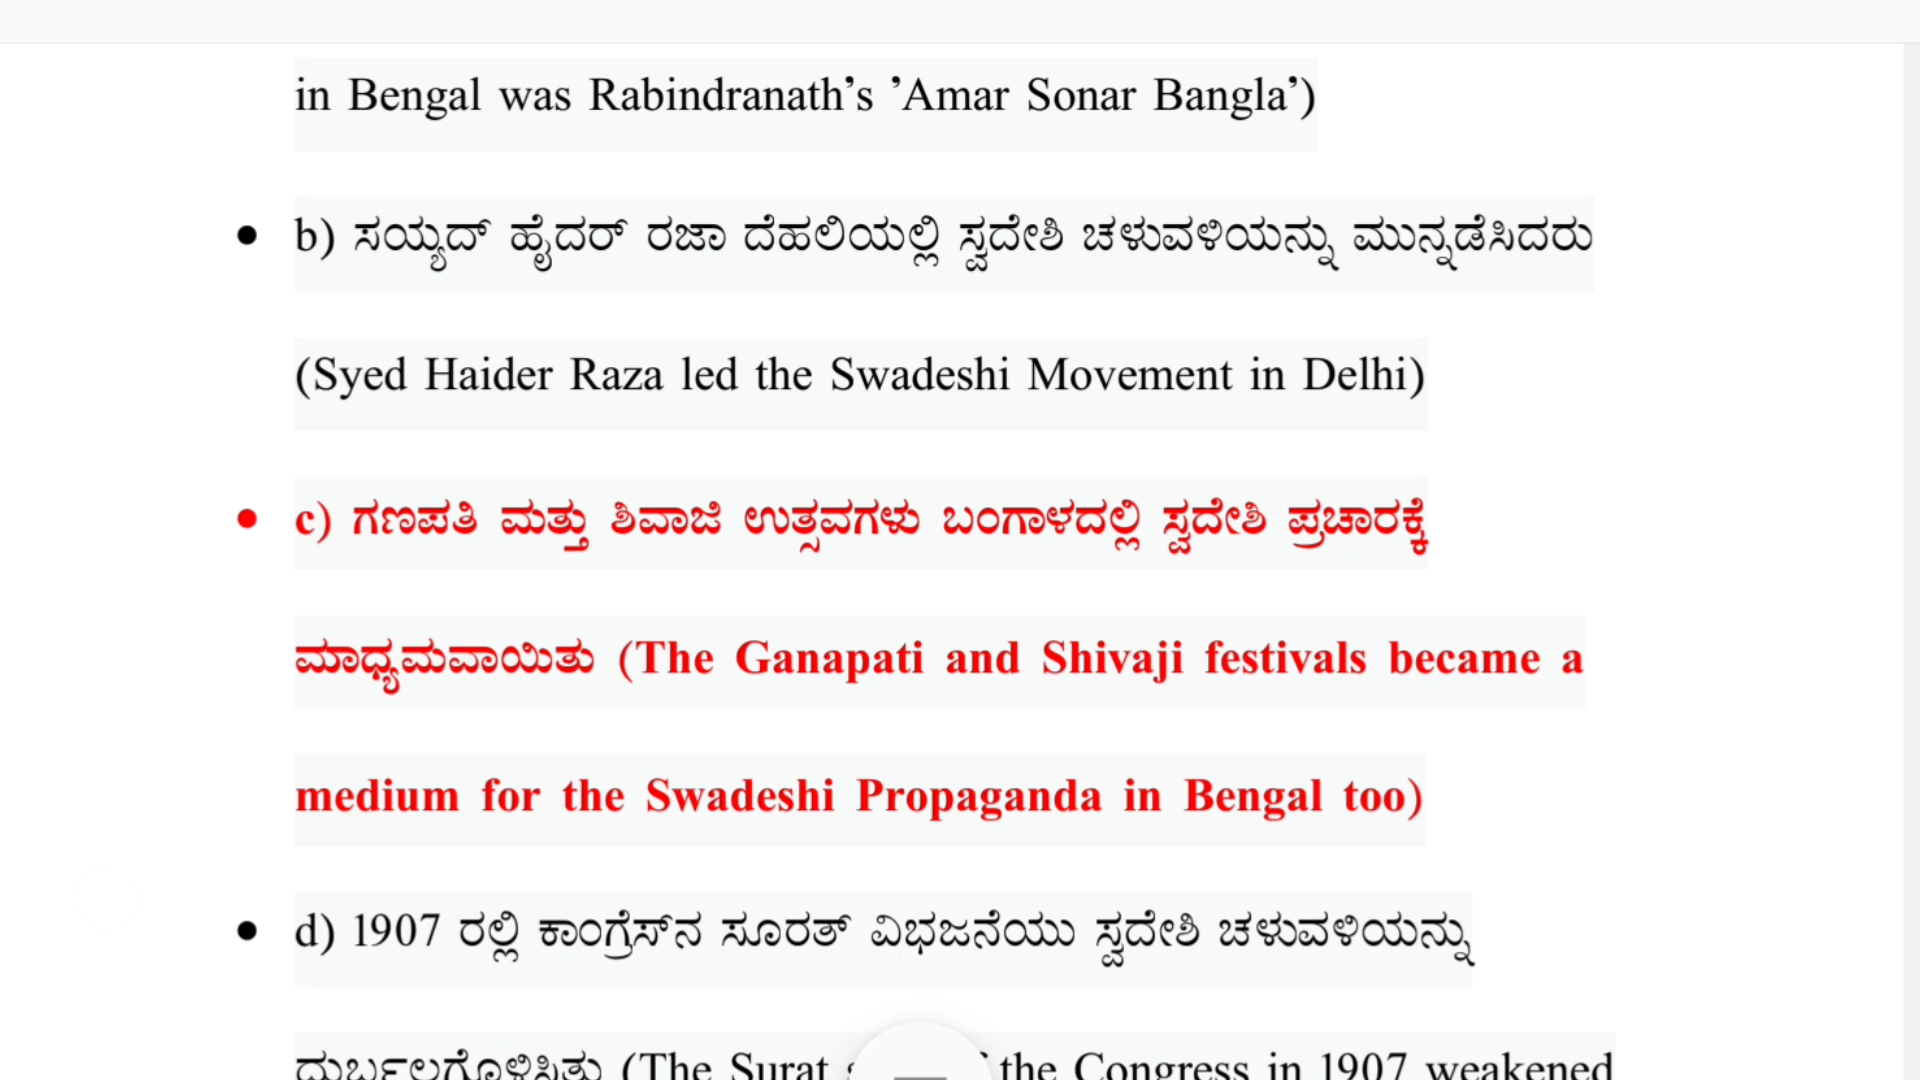 in Bengal was Rabindranath’s ’Amar Sonar Bangla’)
b) ಸಯ್ಯದ್ ಹೈದರ್ ರಜಾ ದೆಹಲಿಯಲ್ಲಿ ಸ್ವದೇಶಿ ಚಳುವಳಿಯನ್ನು ಮುನ್ನಡೆಸಿದರು
(Syed Haider Raza led the Swadeshi Movement in Delhi)
c) ಗಣಪತಿ ಮತ್ತು ಶಿವಾಜಿ ಉತ್ಸವಗಳು ಬಂಗಾಳದಲ್ಲಿ ಸ್ವದೇಶಿ ಪ್ರಚಾರಕ್ಕೆ
ಮಾಧ್ಯಮವಾಯಿತು (The Ganapati and Shivaji festivals became a
medium for the Swadeshi Propaganda in Bengal too)
d) 1907 ರಲ್ಲಿ ಕಾಂಗ್ರೆಸ್‌ನ ಸೂರತ್ ವಿಭಜನೆಯು ಸ್ವದೇಶಿ ಚಳುವಳಿಯನ್ನು
ದುರ್ಬಲಗೊಳಿಸಿತು (The Surat the Congress in 1907 weakened